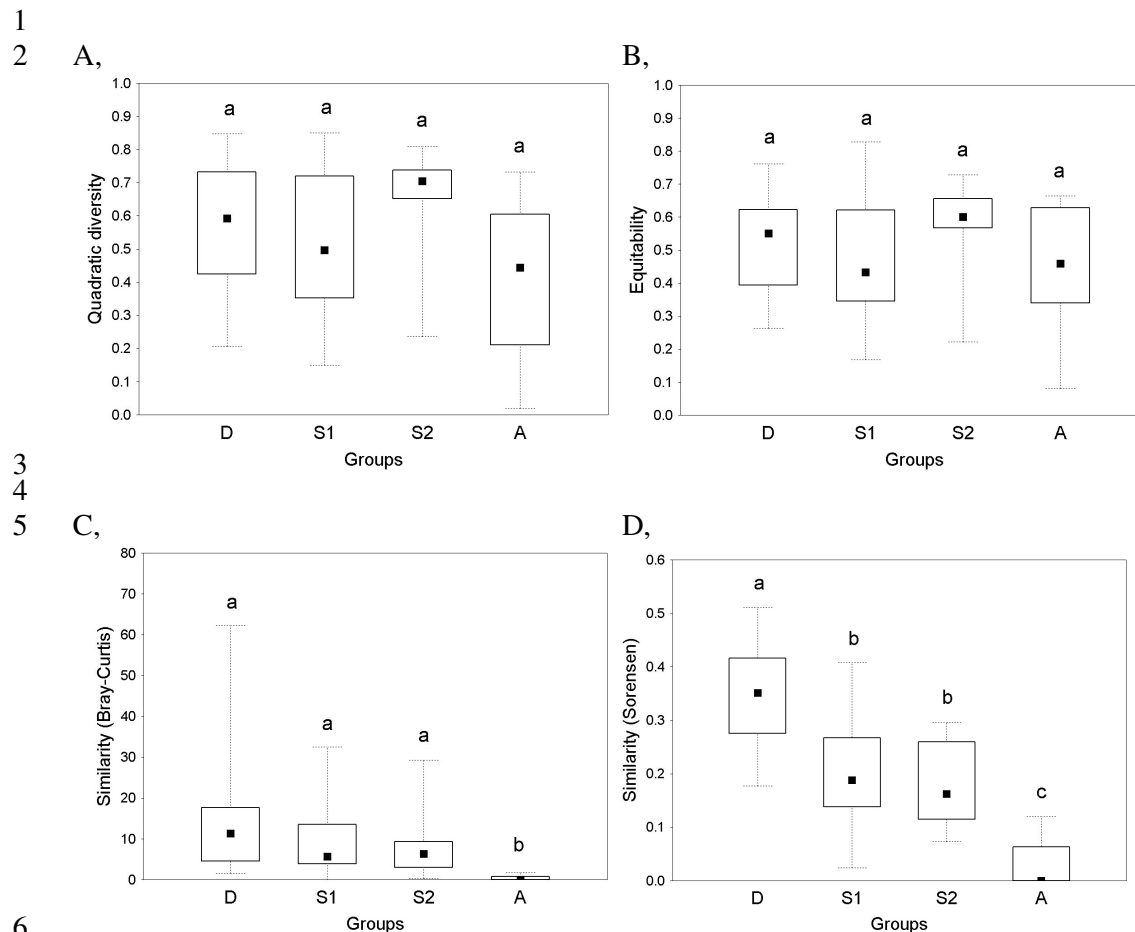 1
2 A, B,
1.0
0.9
0.8
0.7
0.6
0.5
0.4
0.3
0.2
0.1
0.0
Quadratic diversity
a a a a
D S1 S2 A
Groups
1.0
0.9
0.8
0.7
0.6
0.5
0.4
0.3
0.2
0.1
0.0
Equitability
a a a a
D S1 S2 A
Groups
3
4
5 C, D,
80
70
60
50
40
30
20
10
0
Similarity (Bray-Curtis)
a a a b
D S1 S2 A
Groups
0.6
0.5
0.4
0.3
0.2
0.1
0.0
Similarity (Sorensen)
a b b c
D S1 S2 A
Groups
6